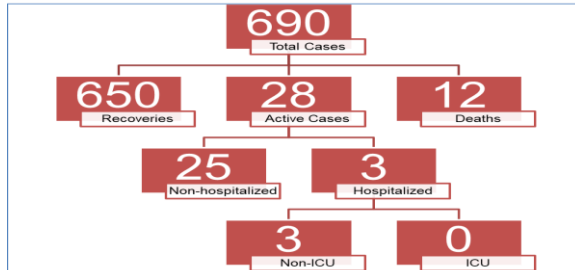 690
Total Cases
650
Recoveries
28
Active Cases
12
Deaths
25
Non-hospitalized
3
Hospitalized
3
Non-ICU
0
ICU